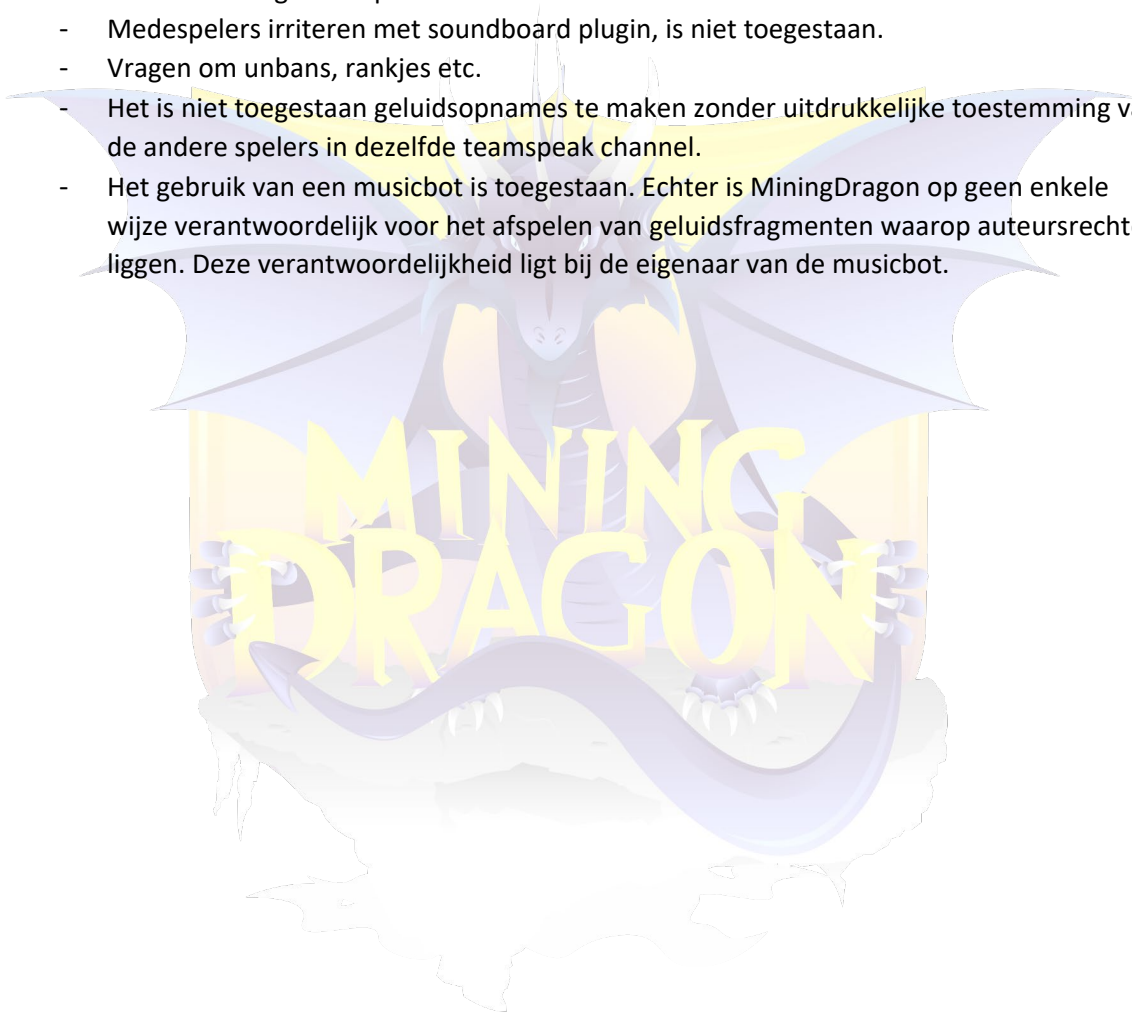 - Medespelers irriteren met soundboard plugin, is niet toegestaan.
- Vragen om unbans, rankjes etc.
- Het is niet toegestaan geluidsopnames te maken zonder uitdrukkelijke toestemming
de andere spelers in dezelfde teamspeak channel.
- Het gebruik van een musicbot is toegestaan. Echter is MiningDragon op geen enkele
wijze verantwoordelijk voor het afspelen van geluidsfragmenten waarop
liggen. Deze verantwoordelijkheid ligt bij de eigenaar van de musicbot.
MINING
DRAGON